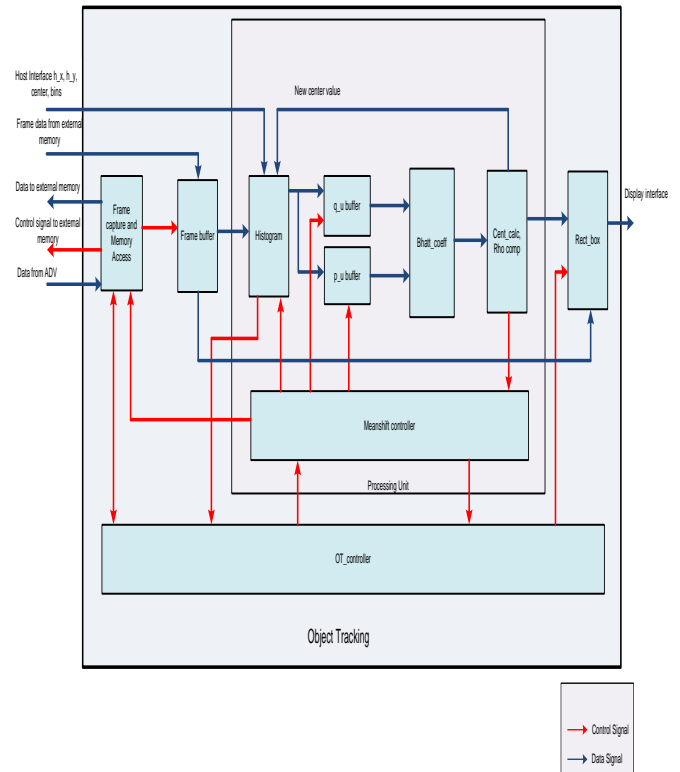 Host Interface h_x, h_y,
center, bins
New center value
Frame data from external
memory
Data to external memory
Control signal to external
memory
Data from ADV
Frame
capture and
Memory
Access
Frame buffer
Histogram
q_u buffer
p_u buffer
Bhatt_coeff
Cent_calc,
Rho comp
Rect_box
Display interface
Meanshift controller
Processing Unit
OT_controller
Object Tracking
Control Signal
Data Signal